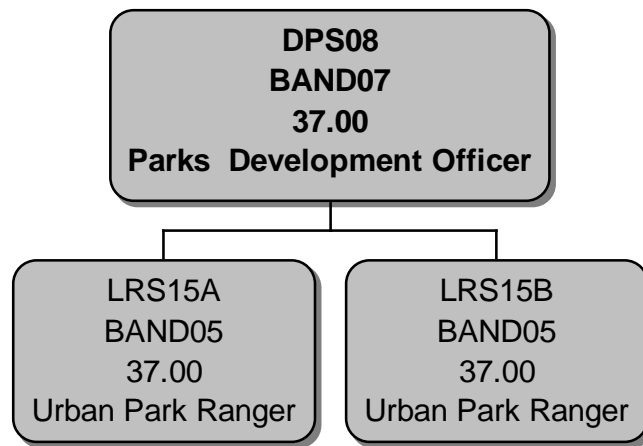 DPS08
BAND07
37.00
Parks Development Officer
LRS15A
BAND05
37.00
Urban Park Ranger
LRS15B
BAND05
37.00
Urban Park Ranger